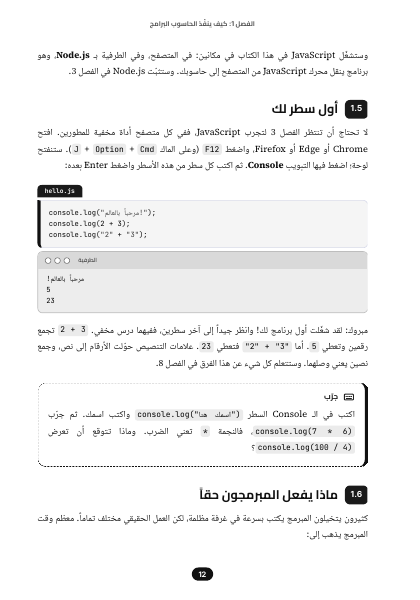 الفصل 1: كيف ينفّذ الحاسوب البرامج
وستشغّل JavaScript في هذا الكتاب في مكانين: في المتصفح، وفي الطرفية بـ Node.js، وهو
برنامج ينقل محرك JavaScript من المتصفح إلى حاسوبك. وستثبّت Node.js في الفصل 3.
1.5 أول سطر لك
لا تحتاج أن تنتظر الفصل 3 لتجرب JavaScript، ففي كل متصفح أداة مخفية للمطورين. افتح
Chrome أو Edge أو Firefox، واضغط F12 (وعلى الماك Cmd + Option + J). ستنفتح
لوحة؛ اضغط فيها التبويب Console. ثم اكتب كل سطر من هذه الأسطر واضغط Enter بعده:
hello.js
console.log("مرحباً بالعالم!");
console.log(2 + 3);
console.log("2" + "3");
الطرفية
مرحباً بالعالم!
5
23
مبروك: لقد شغّلت أول برنامج لك! وانظر جيداً إلى آخر سطرين، ففيهما درس مخفي. 2 + 3 تجمع
رقمين وتعطي 5. أما "2" + "3" فتعطي 23. علامات التنصيص حوّلت الأرقام إلى نص، وجمع
نصين يعني وصلهما. وستتعلم كل شيء عن هذا الفرق في الفصل 8.
جرّب
اكتب في الـ Console السطر console.log("اسمك هنا") واكتب اسمك. ثم جرّب
console.log(7 * 6)، فالنجمة * تعني الضرب. وماذا تتوقع أن تعرض
console.log(100 / 4)؟
1.6 ماذا يفعل المبرمجون حقاً
كثيرون يتخيلون المبرمج يكتب بسرعة في غرفة مظلمة، لكن العمل الحقيقي مختلف تماماً. معظم وقت
المبرمج يذهب إلى:
12